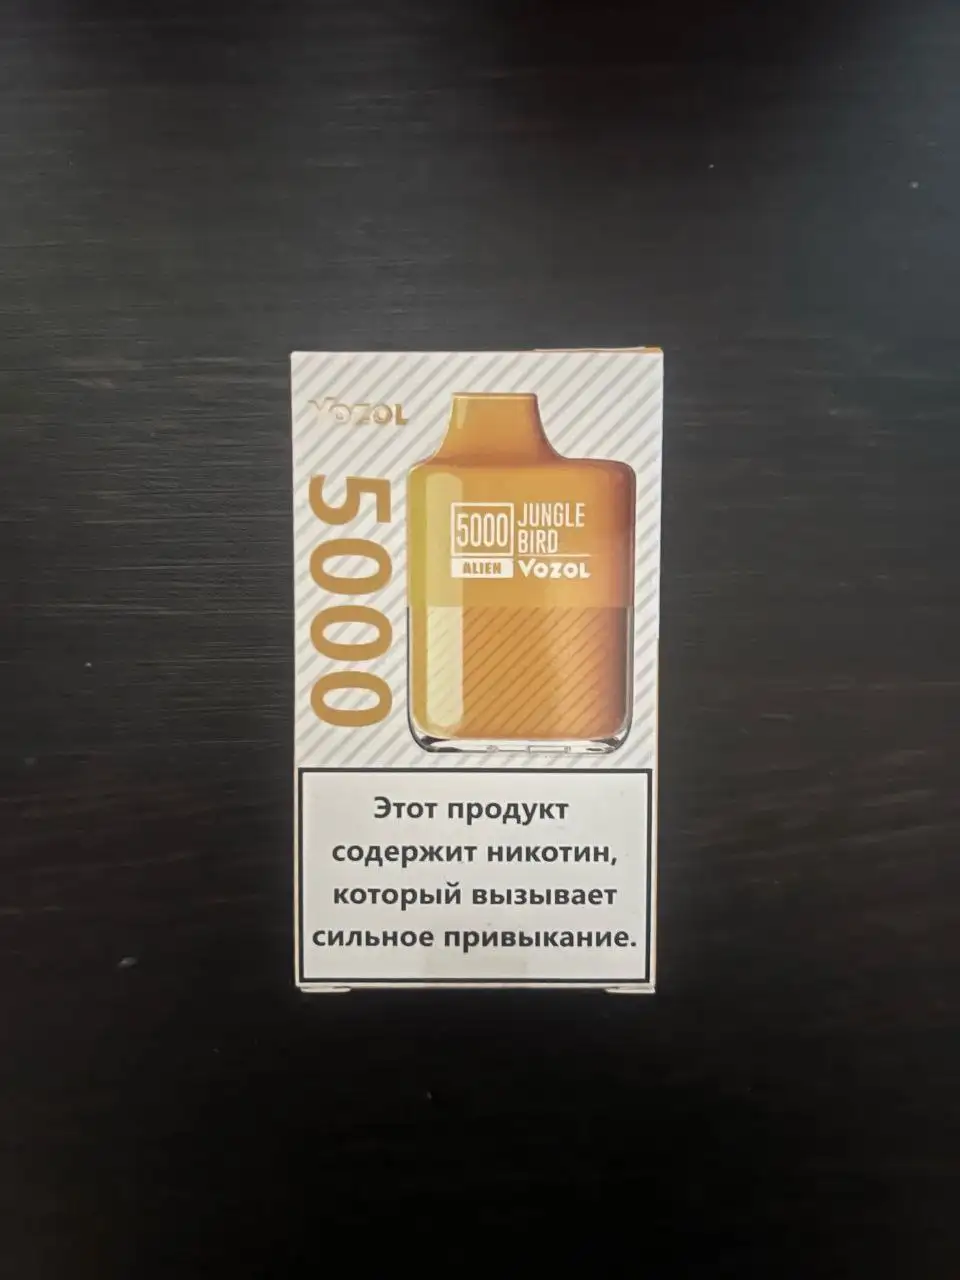 VOZOL
5000
5000
JUNGLE
BIRD
ALIEN
VOZOL
Этот продукт
содержит никотин,
который вызывает
сильное привыкание.